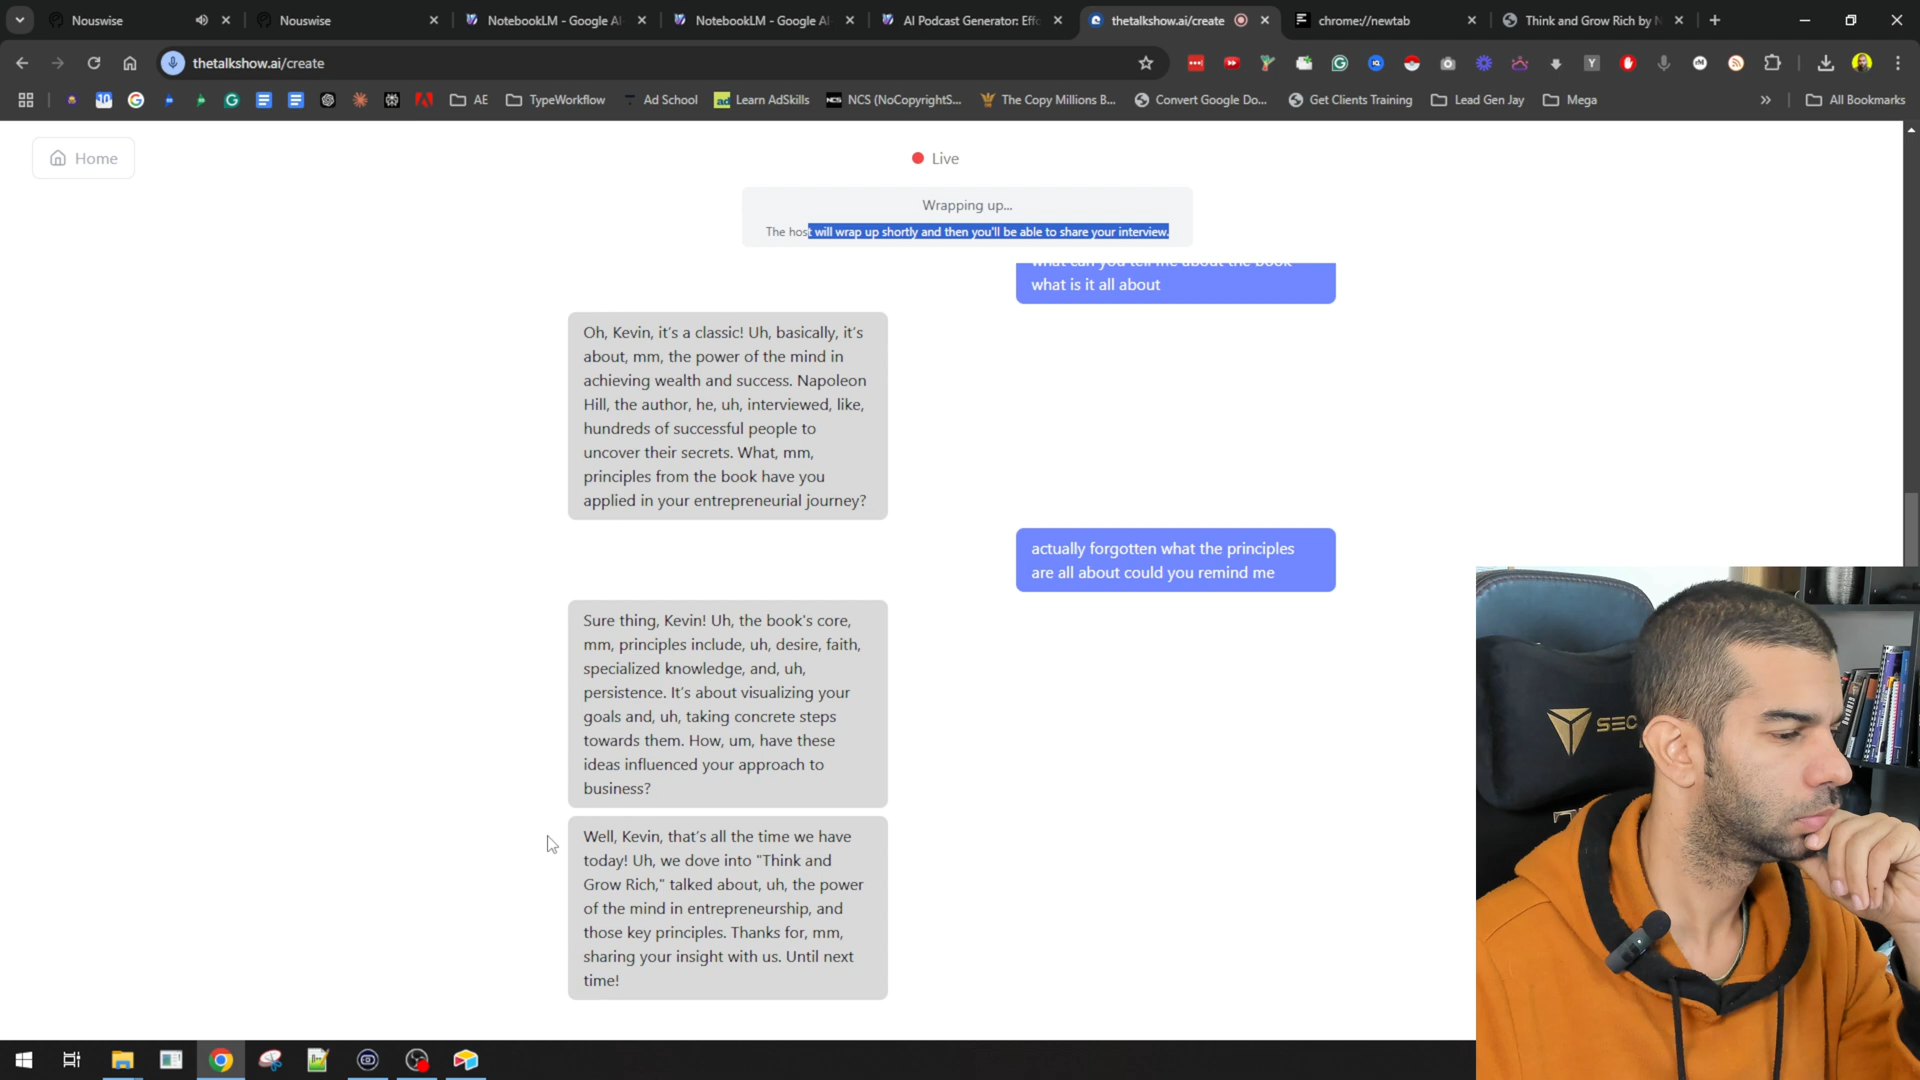 Nouswise
Nouswise
NotebookLM - Google AI
NotebookLM - Google AI
AI Podcast Generator: Effo
thetalkshow.ai/create
chrome://newtab
Think and Grow Rich by N
thetalkshow.ai/create
AE
TypeWorkflow
Ad School
Learn AdSkills
NCS (NoCopyrightS...
The Copy Millions B...
Convert Google Do...
Get Clients Training
Lead Gen Jay
Mega
All Bookmarks
Home
Live
Wrapping up...
The host will wrap up shortly and then you'll be able to share your interview.
what can you tell me about the book
what is it all about
Oh, Kevin, it's a classic! Uh, basically, it's
about, mm, the power of the mind in
achieving wealth and success. Napoleon
Hill, the author, he, uh, interviewed, like,
hundreds of successful people to
uncover their secrets. What, mm,
principles from the book have you
applied in your entrepreneurial journey?
actually forgotten what the principles
are all about could you remind me
Sure thing, Kevin! Uh, the book's core,
mm, principles include, uh, desire, faith,
specialized knowledge, and, uh,
persistence. It's about visualizing your
goals and, uh, taking concrete steps
towards them. How, um, have these
ideas influenced your approach to
business?
Well, Kevin, that's all the time we have
today! Uh, we dove into "Think and
Grow Rich," talked about, uh, the power
of the mind in entrepreneurship, and
those key principles. Thanks for, mm,
sharing your insight with us. Until next
time!
SEC